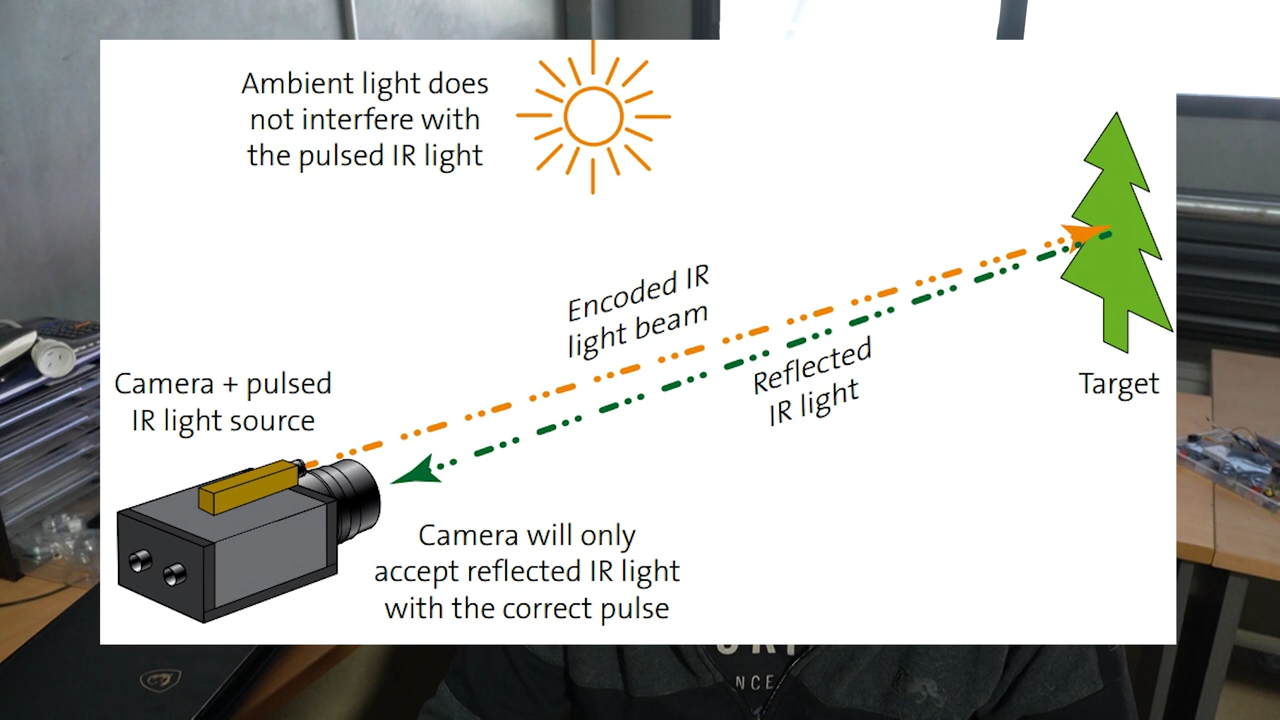 Ambient light does
not interfere with
the pulsed IR light
Encoded IR
light beam
Reflected
IR light
Camera + pulsed
IR light source
Target
Camera will only
accept reflected IR light
with the correct pulse
NCE